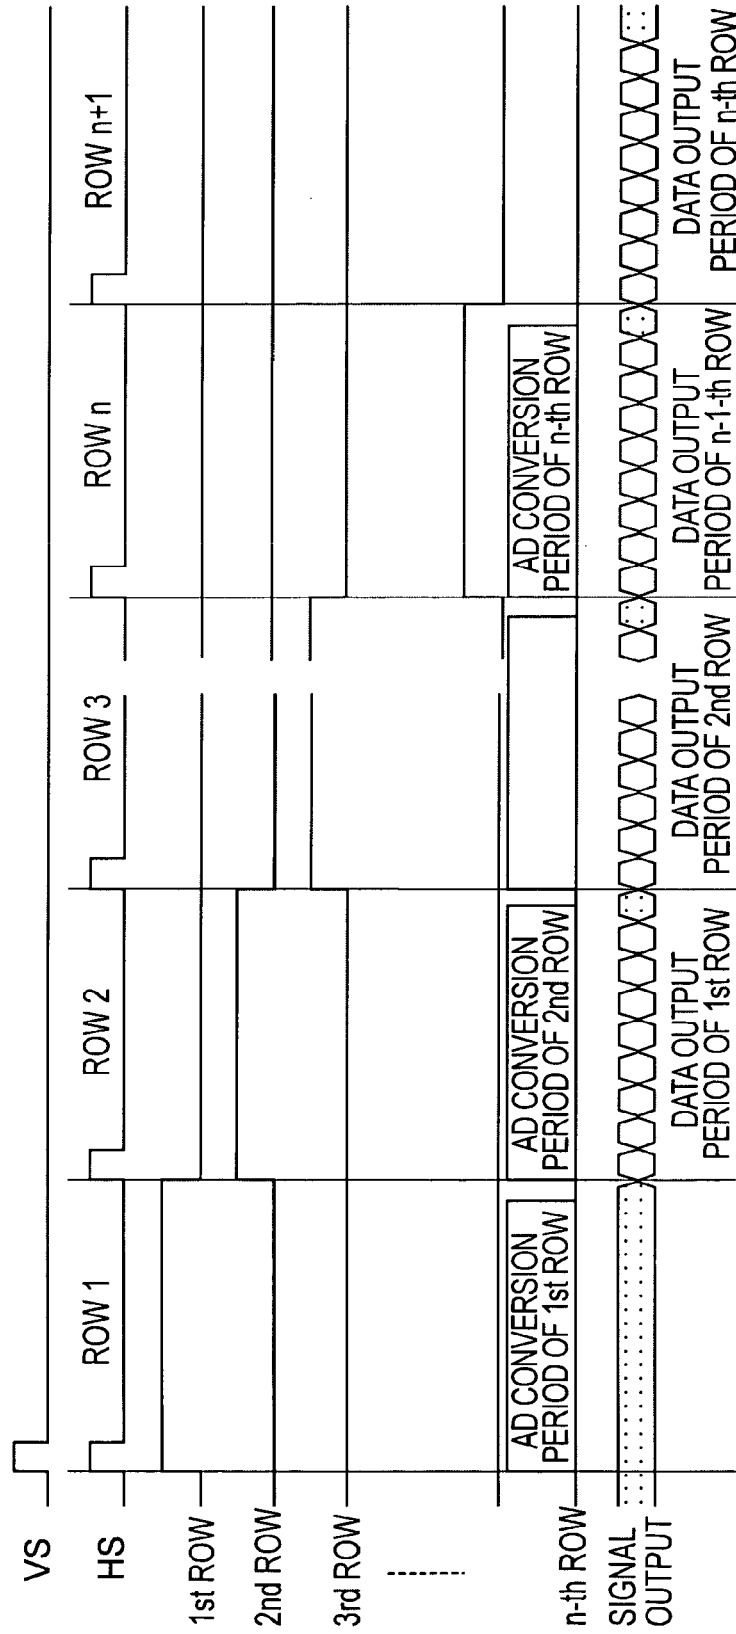 VS
HS
ROW 1
ROW 2
ROW 3
ROW n
ROW n+1
1st ROW
2nd ROW
3rd ROW
n-th ROW
AD CONVERSION
PERIOD OF 1st ROW
AD CONVERSION
PERIOD OF 2nd ROW
AD CONVERSION
PERIOD OF n-th ROW
SIGNAL
OUTPUT
DATA OUTPUT
PERIOD OF 1st ROW
DATA OUTPUT
PERIOD OF 2nd ROW
DATA OUTPUT
PERIOD OF n-1-th ROW
DATA OUTPUT
PERIOD OF n-th ROW